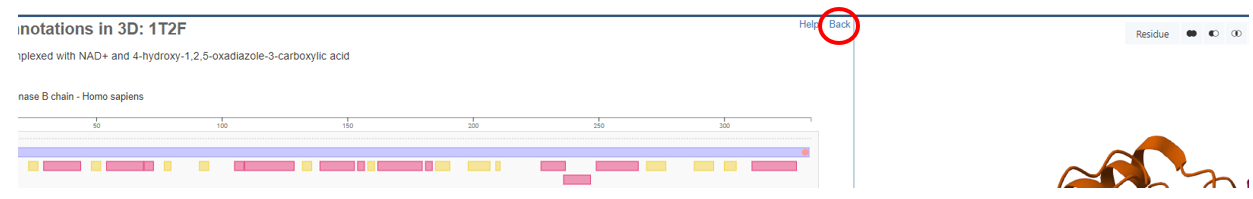 notations in 3D: 1T2F
Help Back
Residue
nplexed with NAD+ and 4-hydroxy-1,2,5-oxadiazole-3-carboxylic acid
nase B chain - Homo sapiens
50 100 150 200 250 300